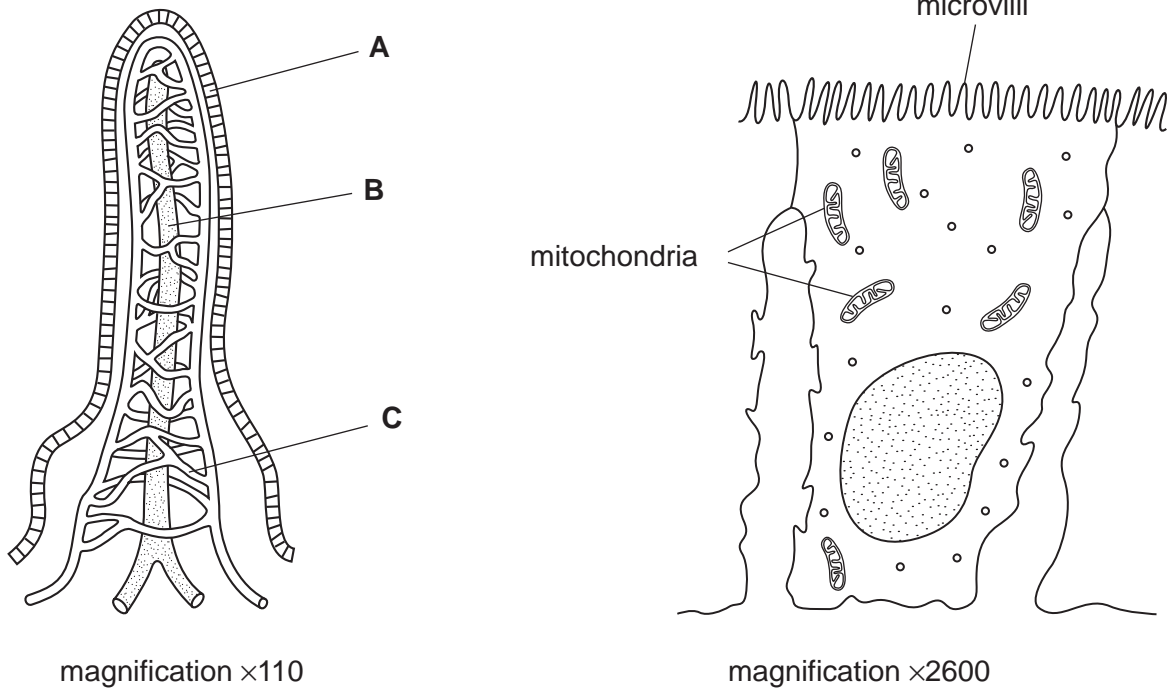 microvilli
A
B
mitochondria
C
magnification ×110
magnification ×2600